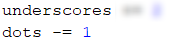 underscores
dots -= 1